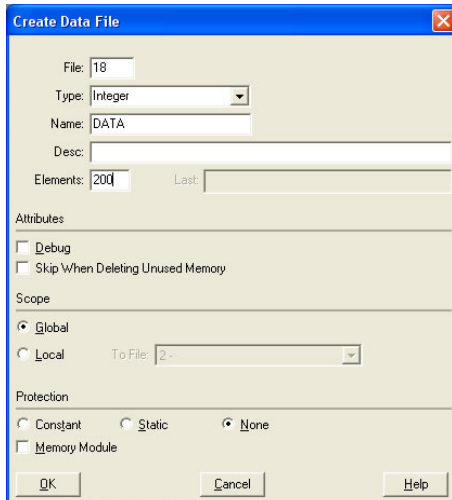 Create Data File
File: 18
Type: Integer
Name: DATA
Desc:
Elements: 200 Last:
Attributes
Debug
Skip When Deleting Unused Memory
Scope
Global
Local To File: 2 -
Protection
Constant Static None
Memory Module
OK Cancel Help